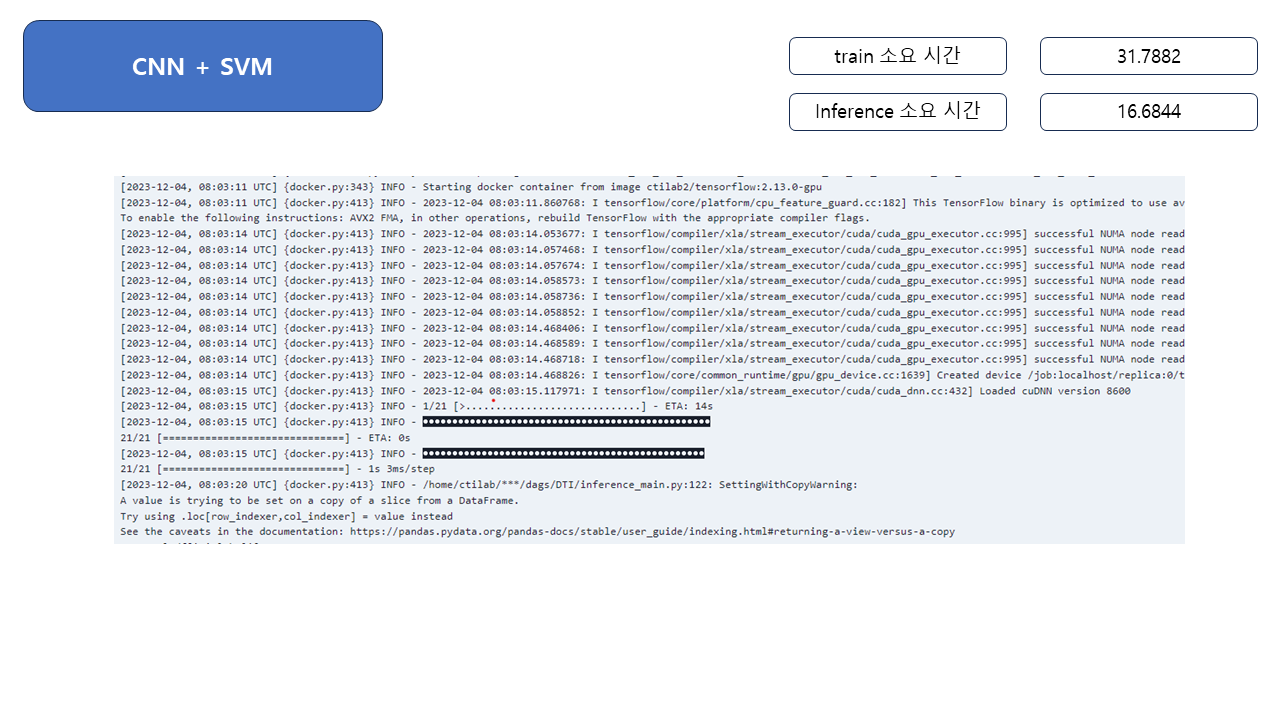 CNN + SVM
train 소요 시간
31.7882
Inference 소요 시간
16.6844
[2023-12-04, 08:03:11 UTC] {docker.py:343} INFO - Starting docker container from image ctilab2/tensorflow:2.13.0-gpu
[2023-12-04, 08:03:11 UTC] {docker.py:413} INFO - 2023-12-04 08:03:11.860768: I tensorflow/core/platform/cpu_feature_guard.cc:182] This TensorFlow binary is optimized to use av
To enable the following instructions: AVX2 FMA, in other operations, rebuild TensorFlow with the appropriate compiler flags.
[2023-12-04, 08:03:14 UTC] {docker.py:413} INFO - 2023-12-04 08:03:14.053677: I tensorflow/compiler/xla/stream_executor/cuda/cuda_gpu_executor.cc:995] successful NUMA node read
[2023-12-04, 08:03:14 UTC] {docker.py:413} INFO - 2023-12-04 08:03:14.057468: I tensorflow/compiler/xla/stream_executor/cuda/cuda_gpu_executor.cc:995] successful NUMA node read
[2023-12-04, 08:03:14 UTC] {docker.py:413} INFO - 2023-12-04 08:03:14.057674: I tensorflow/compiler/xla/stream_executor/cuda/cuda_gpu_executor.cc:995] successful NUMA node read
[2023-12-04, 08:03:14 UTC] {docker.py:413} INFO - 2023-12-04 08:03:14.058573: I tensorflow/compiler/xla/stream_executor/cuda/cuda_gpu_executor.cc:995] successful NUMA node read
[2023-12-04, 08:03:14 UTC] {docker.py:413} INFO - 2023-12-04 08:03:14.058736: I tensorflow/compiler/xla/stream_executor/cuda/cuda_gpu_executor.cc:995] successful NUMA node read
[2023-12-04, 08:03:14 UTC] {docker.py:413} INFO - 2023-12-04 08:03:14.058852: I tensorflow/compiler/xla/stream_executor/cuda/cuda_gpu_executor.cc:995] successful NUMA node read
[2023-12-04, 08:03:14 UTC] {docker.py:413} INFO - 2023-12-04 08:03:14.468406: I tensorflow/compiler/xla/stream_executor/cuda/cuda_gpu_executor.cc:995] successful NUMA node read
[2023-12-04, 08:03:14 UTC] {docker.py:413} INFO - 2023-12-04 08:03:14.468589: I tensorflow/compiler/xla/stream_executor/cuda/cuda_gpu_executor.cc:995] successful NUMA node read
[2023-12-04, 08:03:14 UTC] {docker.py:413} INFO - 2023-12-04 08:03:14.468718: I tensorflow/compiler/xla/stream_executor/cuda/cuda_gpu_executor.cc:995] successful NUMA node read
[2023-12-04, 08:03:14 UTC] {docker.py:413} INFO - 2023-12-04 08:03:14.468826: I tensorflow/core/common_runtime/gpu/gpu_device.cc:1639] Created device /job:localhost/replica:0/t
[2023-12-04, 08:03:15 UTC] {docker.py:413} INFO - 2023-12-04 08:03:15.117971: I tensorflow/compiler/xla/stream_executor/cuda/cuda_dnn.cc:432] Loaded cuDNN version 8600
[2023-12-04, 08:03:15 UTC] {docker.py:413} INFO - 1/21 [>.............................] - ETA: 14s
[2023-12-04, 08:03:15 UTC] {docker.py:413} INFO - ●●●●●●●●●●●●●●●●●●●●●●●●●●●●●●●●●●●●●●●●●●●●●●●●
21/21 [==============================] - ETA: 0s
[2023-12-04, 08:03:15 UTC] {docker.py:413} INFO - ●●●●●●●●●●●●●●●●●●●●●●●●●●●●●●●●●●●●●●●●●●●●●●●
21/21 [==============================] - 1s 3ms/step
[2023-12-04, 08:03:20 UTC] {docker.py:413} INFO - /home/ctilab/***/dags/DTI/inference_main.py:122: SettingWithCopyWarning:
A value is trying to be set on a copy of a slice from a DataFrame.
Try using .loc[row_indexer,col_indexer] = value instead
See the caveats in the documentation: https://pandas.pydata.org/pandas-docs/stable/user_guide/indexing.html#returning-a-view-versus-a-copy